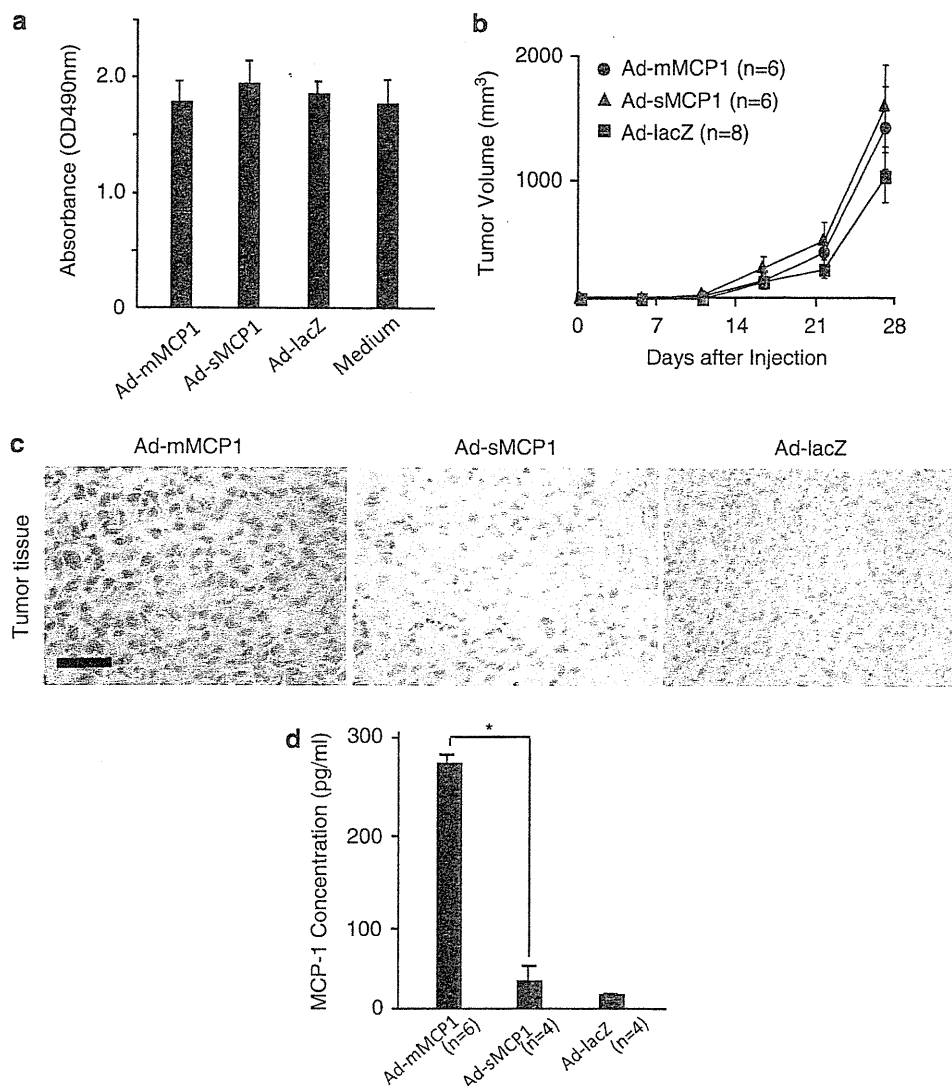 a
Absorbance (OD490nm)
2.0
1.0
0
Ad-mMCP1
Ad-sMCP1
Ad-lacZ
Medium
b
Tumor Volume (mm³)
2000
1000
Ad-mMCP1 (n=6)
Ad-sMCP1 (n=6)
Ad-lacZ (n=8)
0 7 14 21 28
Days after Injection
c
Ad-mMCP1 Ad-sMCP1 Ad-lacZ
Tumor tissue
d
MCP-1 Concentration (pg/ml)
300
200
100
0
*
Ad-mMCP1
(n=6)
Ad-sMCP1
(n=4)
Ad-lacZ
(n=4)